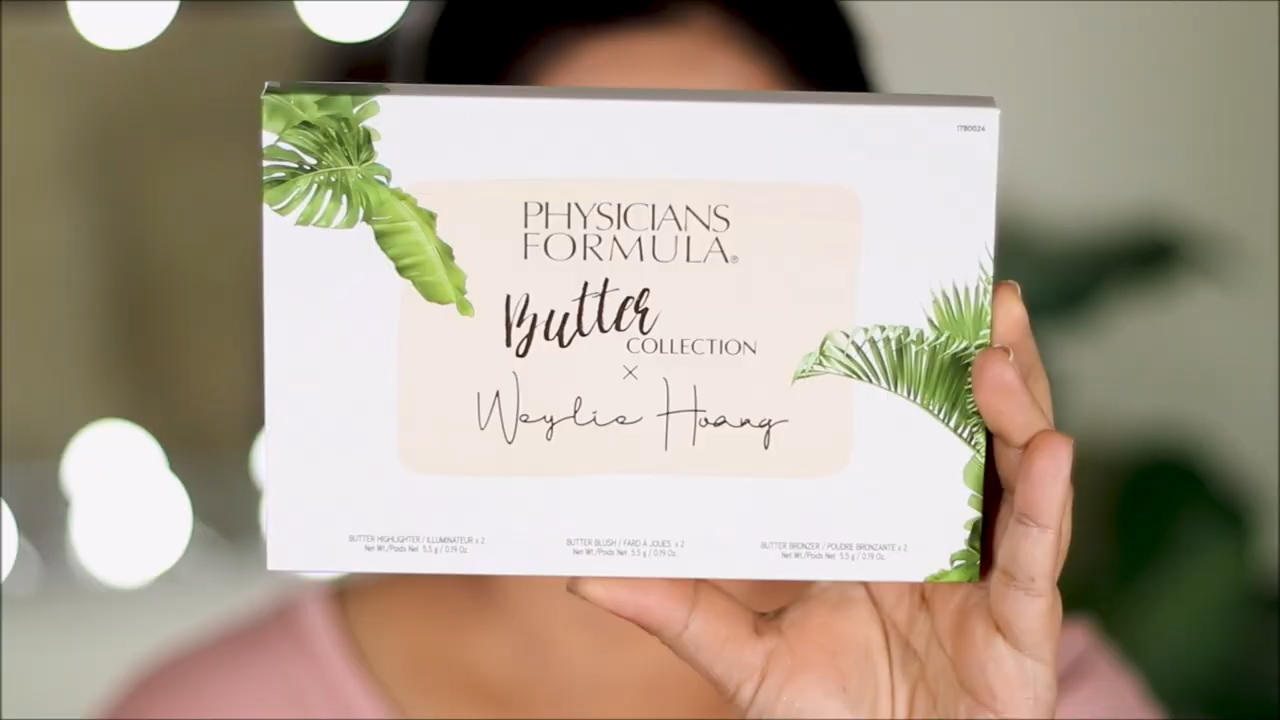 1780024
PHYSICIANS
FORMULA®
Butter
COLLECTION
×
Weylie Hoang
BUTTER HIGHLIGHTER / ILLUMINATEUR x 2
Net Wt./Poids Net 5.5 g / 0.19 Oz.
BUTTER BLUSH / FARD À JOUES x 2
Net Wt./Poids Net 5.5 g / 0.19 Oz.
BUTTER BRONZER / POUDRE BRONZANTE x 2
Net Wt./Poids Net 5.5 g / 0.19 Oz.